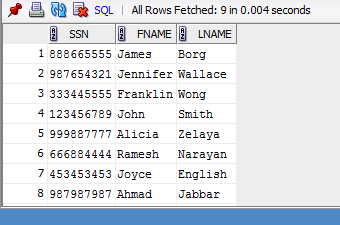 SQL | All Rows Fetched: 9 in 0.004 seconds
SSN FNAME LNAME
1 888665555 James Borg
2 987654321 Jennifer Wallace
3 333445555 Franklin Wong
4 123456789 John Smith
5 999887777 Alicia Zelaya
6 666884444 Ramesh Narayan
7 453453453 Joyce English
8 987987987 Ahmad Jabbar